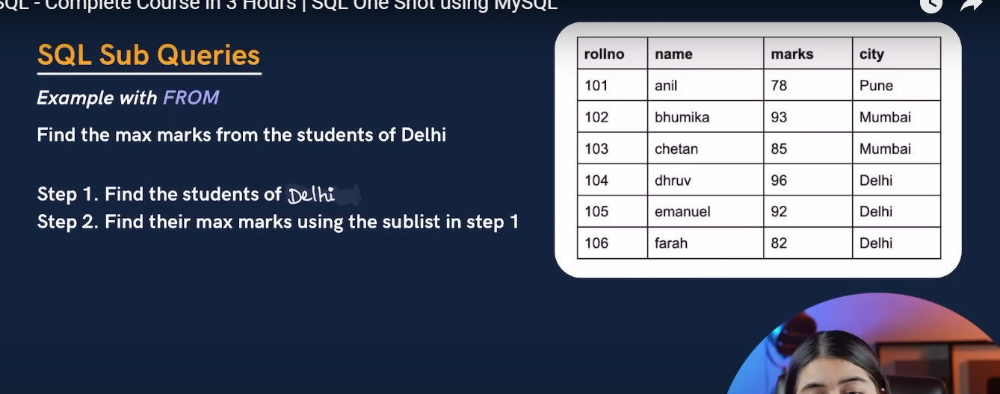 SQL - Complete Course in 3 Hours | SQL One Shot using MySQL
SQL Sub Queries
Example with FROM
Find the max marks from the students of Delhi
Step 1. Find the students of Delhi
Step 2. Find their max marks using the sublist in step 1
rollno name marks city
101 anil 78 Pune
102 bhumika 93 Mumbai
103 chetan 85 Mumbai
104 dhruv 96 Delhi
105 emanuel 92 Delhi
106 farah 82 Delhi